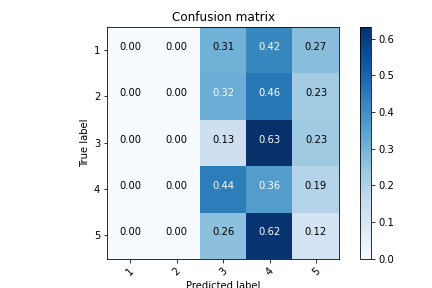 Confusion matrix
1 0.00 0.00 0.31 0.42 0.27
2 0.00 0.00 0.32 0.46 0.23
3 0.00 0.00 0.13 0.63 0.23
4 0.00 0.00 0.44 0.36 0.19
5 0.00 0.00 0.26 0.62 0.12
1 2 3 4 5
True label
Predicted label
0.6
0.5
0.4
0.3
0.2
0.1
0.0